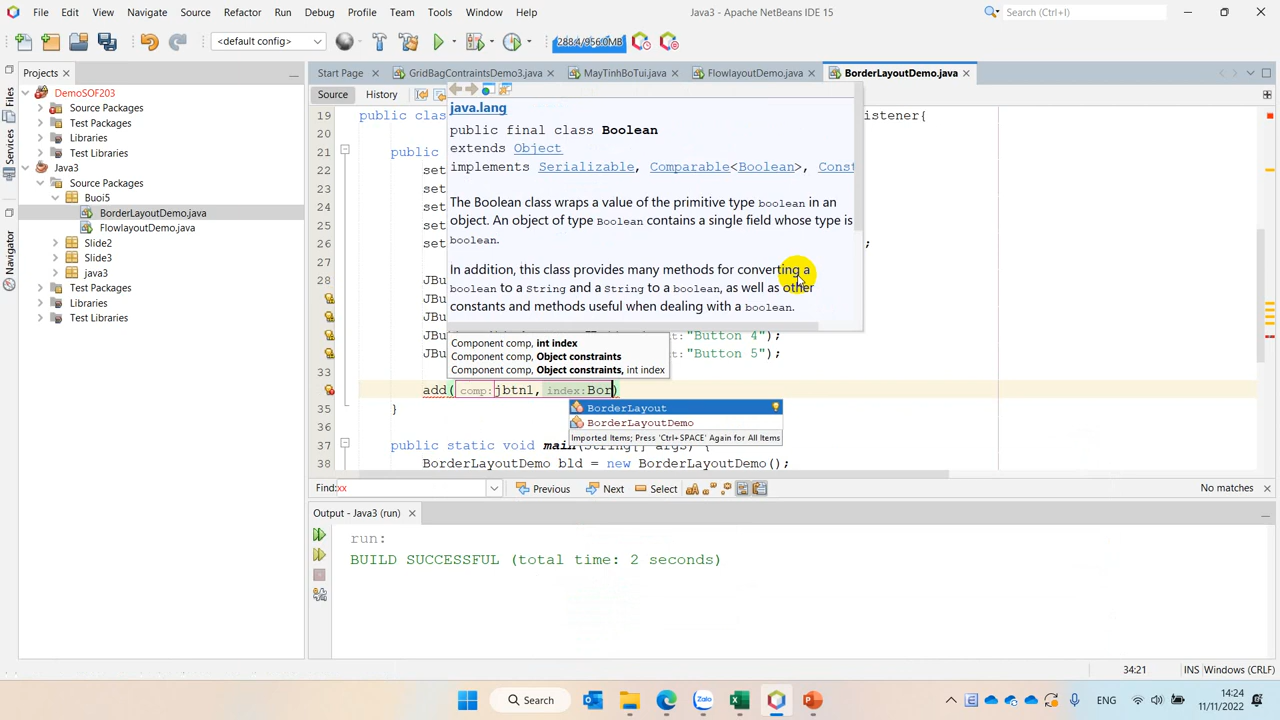 File Edit View Navigate Source Refactor Run Debug Profile Team Tools Window Help
Java3 - Apache NetBeans IDE 15
Search (Ctrl+I)
<default config>
288.4/956.0MB
Projects
Start Page
GridBagContraintsDemo3.java
MayTinhBoTui.java
FlowlayoutDemo.java
BorderLayoutDemo.java
Files
Services
Navigator
DemoSOF203
Source Packages
Test Packages
Libraries
Test Libraries
Java3
Source Packages
Buoi5
BorderLayoutDemo.java
FlowlayoutDemo.java
Slide2
Slide3
java3
Test Packages
Libraries
Test Libraries
Source History
java.lang
public final class Boolean
extends Object
implements Serializable, Comparable<Boolean>, Const
The Boolean class wraps a value of the primitive type boolean in an
object. An object of type Boolean contains a single field whose type is
boolean.
In addition, this class provides many methods for converting a
boolean to a String and a String to a boolean, as well as other
constants and methods useful when dealing with a boolean.
19 public clas istener{
20
21 public
22 set
23 set
24 set
25 set
26 set ;
27
28 JBu
JBu
JBu
JBu t:"Button 4");
JBu t:"Button 5");
33
Component comp, int index
Component comp, Object constraints
Component comp, Object constraints, int index
add( comp:jbtn1, index:Bor)
BorderLayout
BorderLayoutDemo
Imported Items; Press 'Ctrl+SPACE' Again for All Items
35 }
36
37 public static void main(String[] args) {
38 BorderLayoutDemo bld = new BorderLayoutDemo();
Find: xx
Previous Next Select
No matches
Output - Java3 (run)
run:
BUILD SUCCESSFUL (total time: 2 seconds)
34:21 INS Windows (CRLF)
Search
Zalo
ENG
14:24
11/11/2022